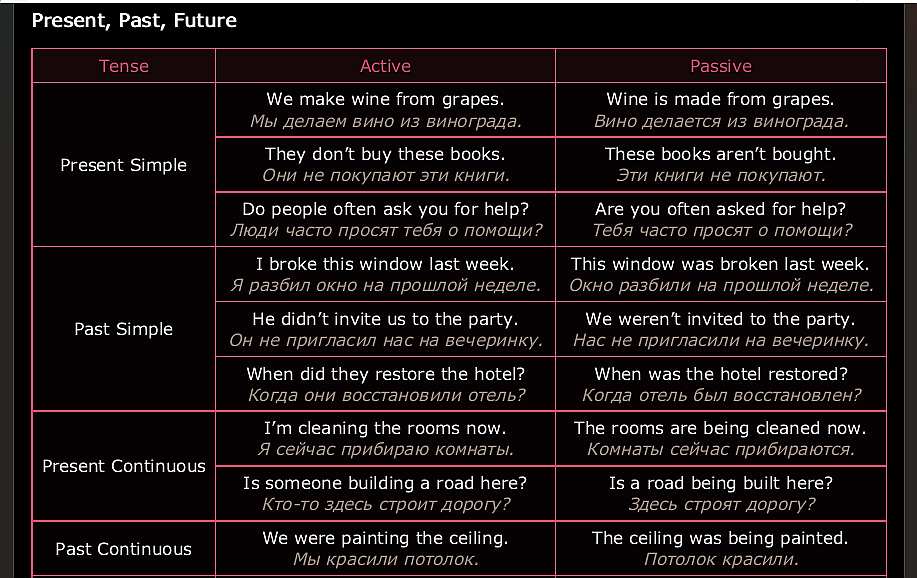 Present, Past, Future
Tense
Active
Passive
Present Simple
We make wine from grapes.
Мы делаем вино из винограда.
Wine is made from grapes.
Вино делается из винограда.
They don’t buy these books.
Они не покупают эти книги.
These books aren’t bought.
Эти книги не покупают.
Do people often ask you for help?
Люди часто просят тебя о помощи?
Are you often asked for help?
Тебя часто просят о помощи?
Past Simple
I broke this window last week.
Я разбил окно на прошлой неделе.
This window was broken last week.
Окно разбили на прошлой неделе.
He didn’t invite us to the party.
Он не пригласил нас на вечеринку.
We weren’t invited to the party.
Нас не пригласили на вечеринку.
When did they restore the hotel?
Когда они восстановили отель?
When was the hotel restored?
Когда отель был восстановлен?
Present Continuous
I’m cleaning the rooms now.
Я сейчас прибираю комнаты.
The rooms are being cleaned now.
Комнаты сейчас прибираются.
Is someone building a road here?
Кто-то здесь строит дорогу?
Is a road being built here?
Здесь строят дорогу?
Past Continuous
We were painting the ceiling.
Мы красили потолок.
The ceiling was being painted.
Потолок красили.